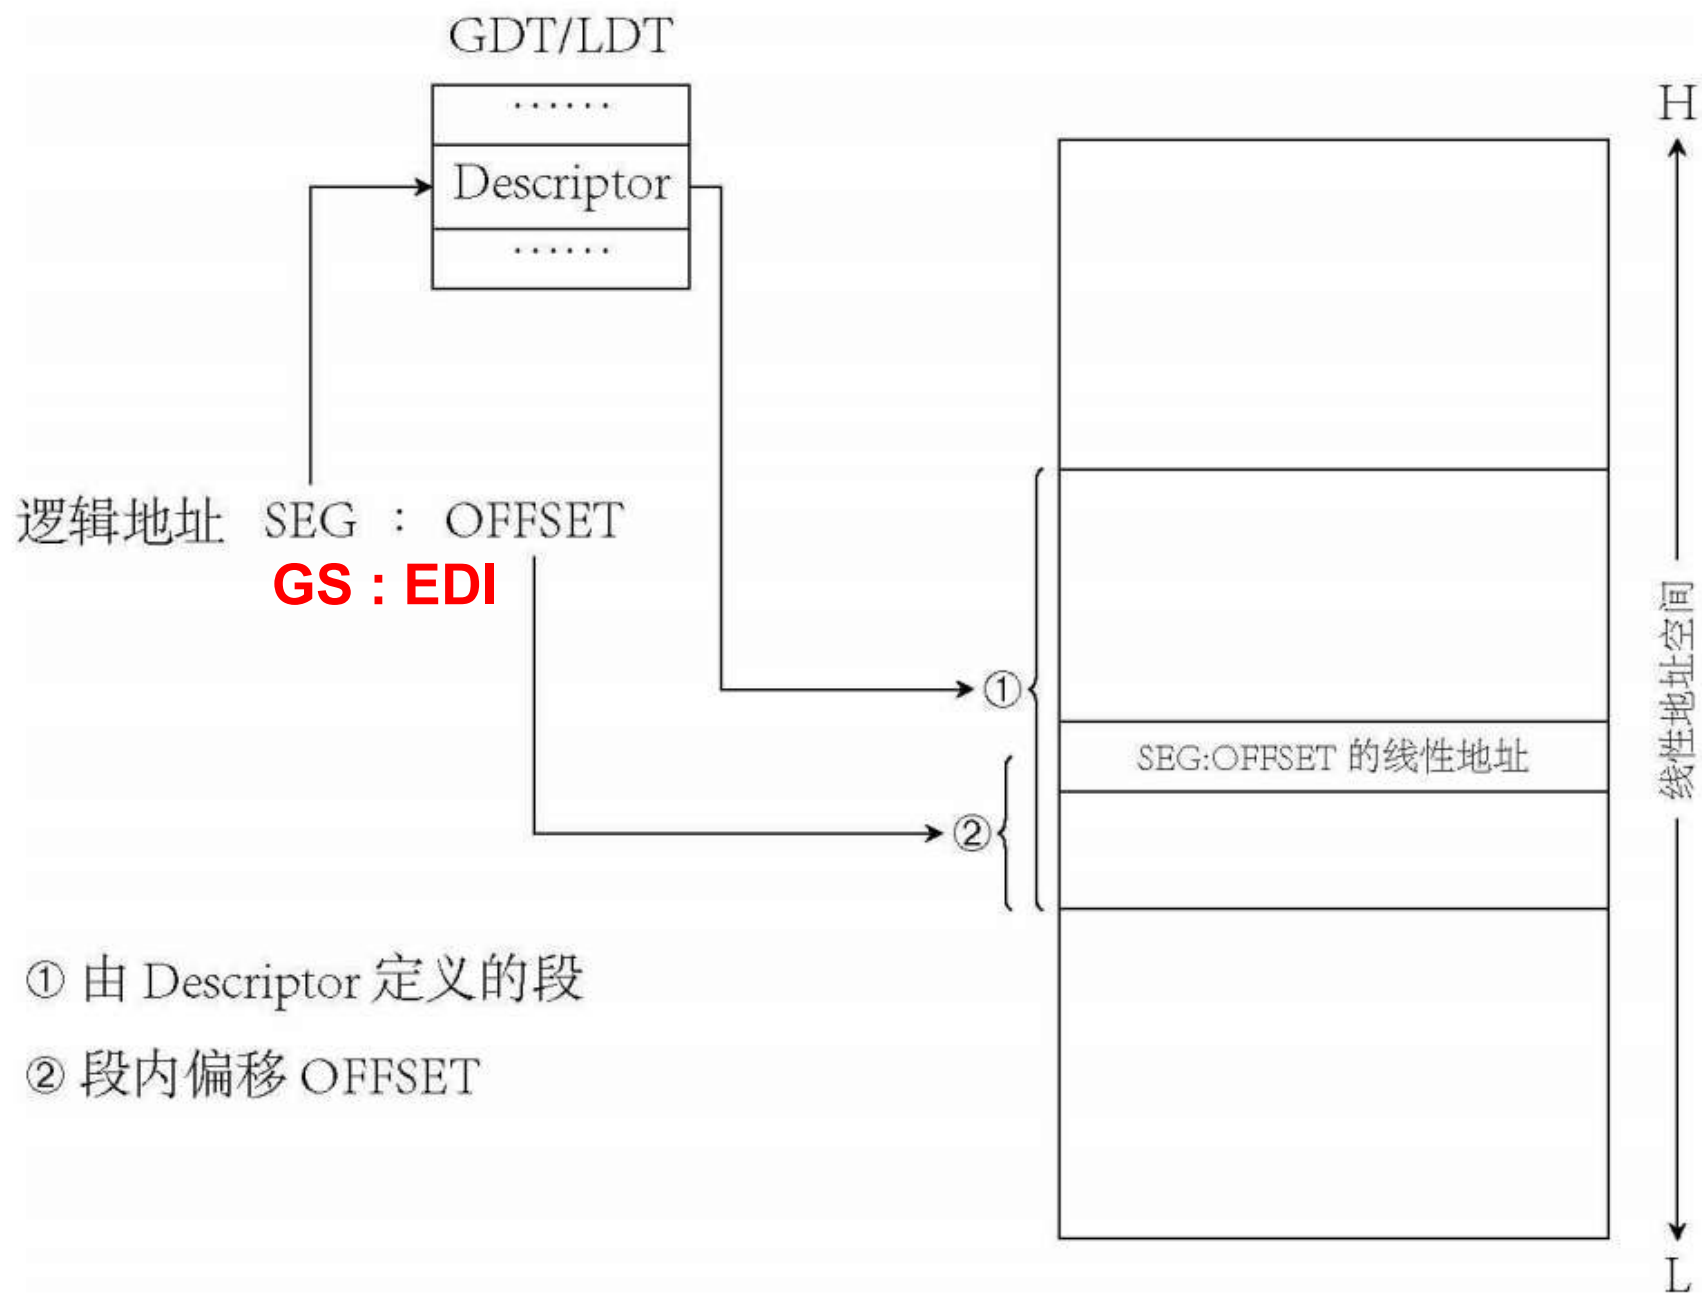 GDT/LDT
······
Descriptor
······
H
逻辑地址 SEG : OFFSET
GS : EDI
①
SEG:OFFSET 的线性地址
②
线性地址空间
① 由 Descriptor 定义的段
② 段内偏移 OFFSET
L